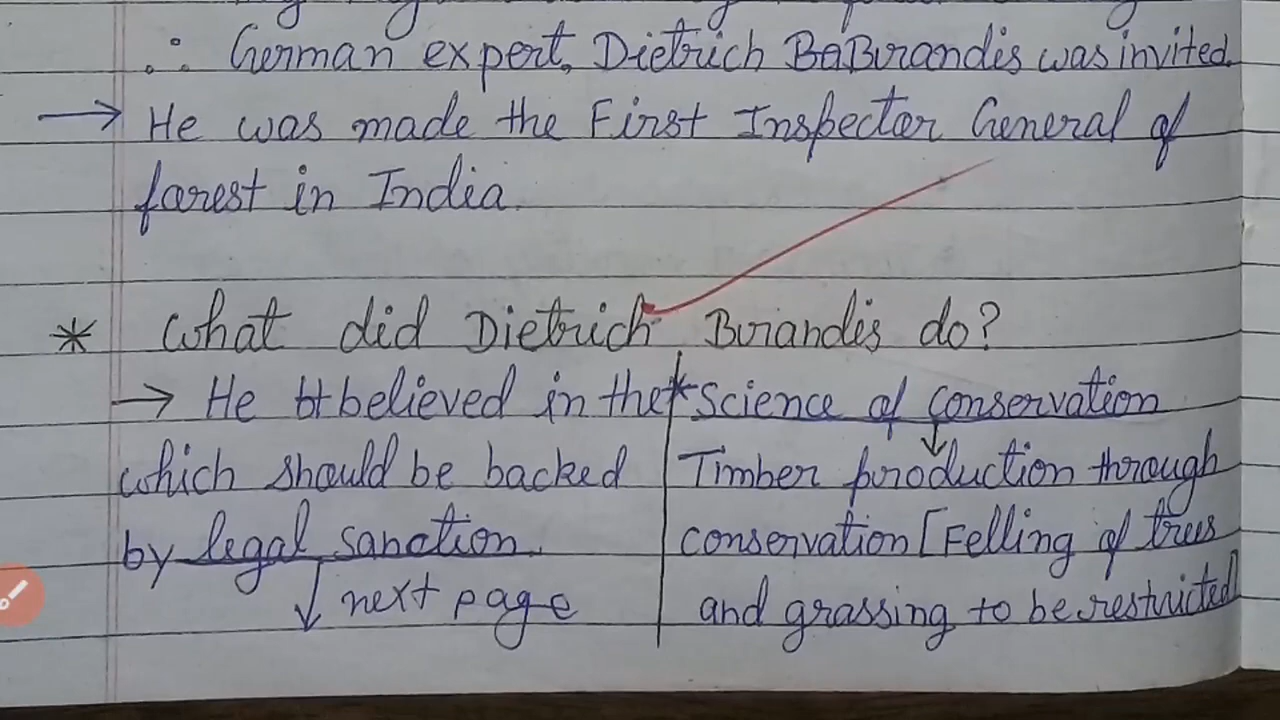 ∴ German expert, Dietrich BaBrandis was invited.
→ He was made the First Inspector General of
forest in India.
* What did Dietrich Brandis do?
→ He believed in the * Science of conservation
which should be backed
by legal sanction.
↓ next page
↓
Timber production through
conservation [Felling of trees
and grassing to be restricted]